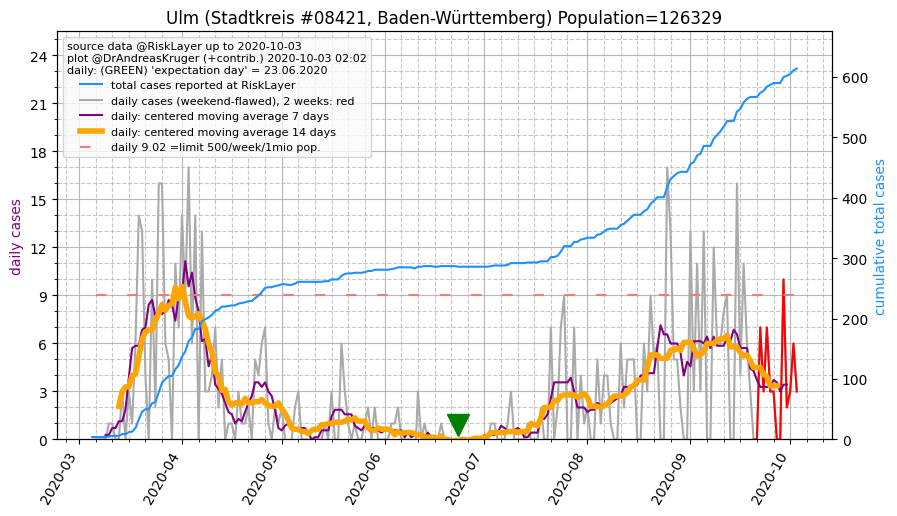 Ulm (Stadtkreis #08421, Baden-Württemberg) Population=126329
source data @RiskLayer up to 2020-10-03
plot @DrAndreasKruger (+contrib.) 2020-10-03 02:02
daily: (GREEN) 'expectation day' = 23.06.2020
total cases reported at RiskLayer
daily cases (weekend-flawed), 2 weeks: red
daily: centered moving average 7 days
daily: centered moving average 14 days
daily 9.02 =limit 500/week/1mio pop.
daily cases
24
21
18
15
12
9
6
3
0
cumulative total cases
600
500
400
300
200
100
0
2020-03
2020-04
2020-05
2020-06
2020-07
2020-08
2020-09
2020-10